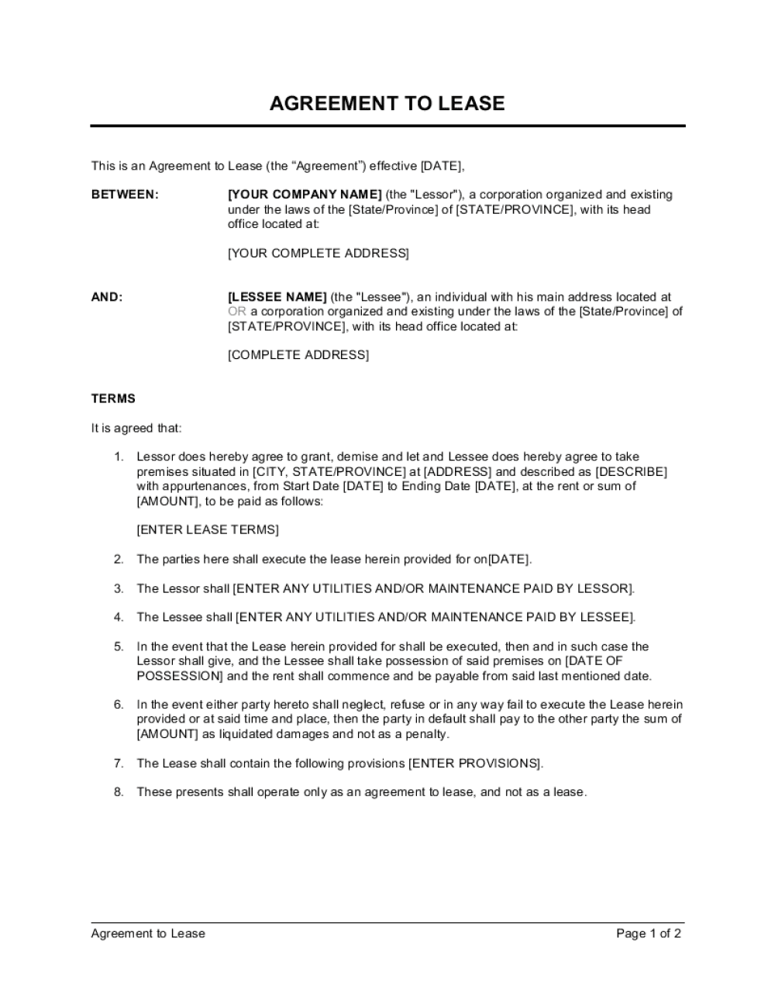 AGREEMENT TO LEASE
This is an Agreement to Lease (the “Agreement”) effective [DATE],
BETWEEN: [YOUR COMPANY NAME] (the "Lessor"), a corporation organized and existing
under the laws of the [State/Province] of [STATE/PROVINCE], with its head
office located at:
[YOUR COMPLETE ADDRESS]
AND: [LESSEE NAME] (the "Lessee"), an individual with his main address located at
OR a corporation organized and existing under the laws of the [State/Province] of
[STATE/PROVINCE], with its head office located at:
[COMPLETE ADDRESS]
TERMS
It is agreed that:
1. Lessor does hereby agree to grant, demise and let and Lessee does hereby agree to take
premises situated in [CITY, STATE/PROVINCE] at [ADDRESS] and described as [DESCRIBE]
with appurtenances, from Start Date [DATE] to Ending Date [DATE], at the rent or sum of
[AMOUNT], to be paid as follows:
[ENTER LEASE TERMS]
2. The parties here shall execute the lease herein provided for on[DATE].
3. The Lessor shall [ENTER ANY UTILITIES AND/OR MAINTENANCE PAID BY LESSOR].
4. The Lessee shall [ENTER ANY UTILITIES AND/OR MAINTENANCE PAID BY LESSEE].
5. In the event that the Lease herein provided for shall be executed, then and in such case the
Lessor shall give, and the Lessee shall take possession of said premises on [DATE OF
POSSESSION] and the rent shall commence and be payable from said last mentioned date.
6. In the event either party hereto shall neglect, refuse or in any way fail to execute the Lease herein
provided or at said time and place, then the party in default shall pay to the other party the sum of
[AMOUNT] as liquidated damages and not as a penalty.
7. The Lease shall contain the following provisions [ENTER PROVISIONS].
8. These presents shall operate only as an agreement to lease, and not as a lease.
Agreement to Lease Page 1 of 2